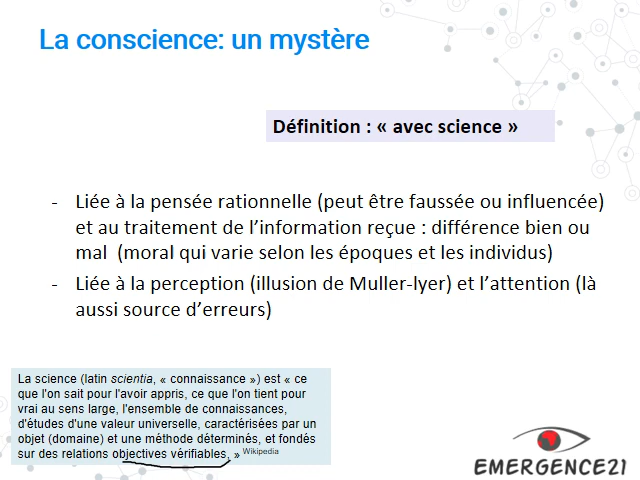 La conscience: un mystère
Définition : « avec science »
- Liée à la pensée rationnelle (peut être faussée ou influencée)
et au traitement de l'information reçue : différence bien ou
mal (moral qui varie selon les époques et les individus)
- Liée à la perception (illusion de Muller-lyer) et l'attention (là
aussi source d'erreurs)
La science (latin scientia, « connaissance ») est « ce
que l'on sait pour l'avoir appris, ce que l'on tient pour
vrai au sens large, l'ensemble de connaissances,
d'études d'une valeur universelle, caractérisées par un
objet (domaine) et une méthode déterminés, et fondés
sur des relations objectives vérifiables. » Wikipedia
EMERGENCE21